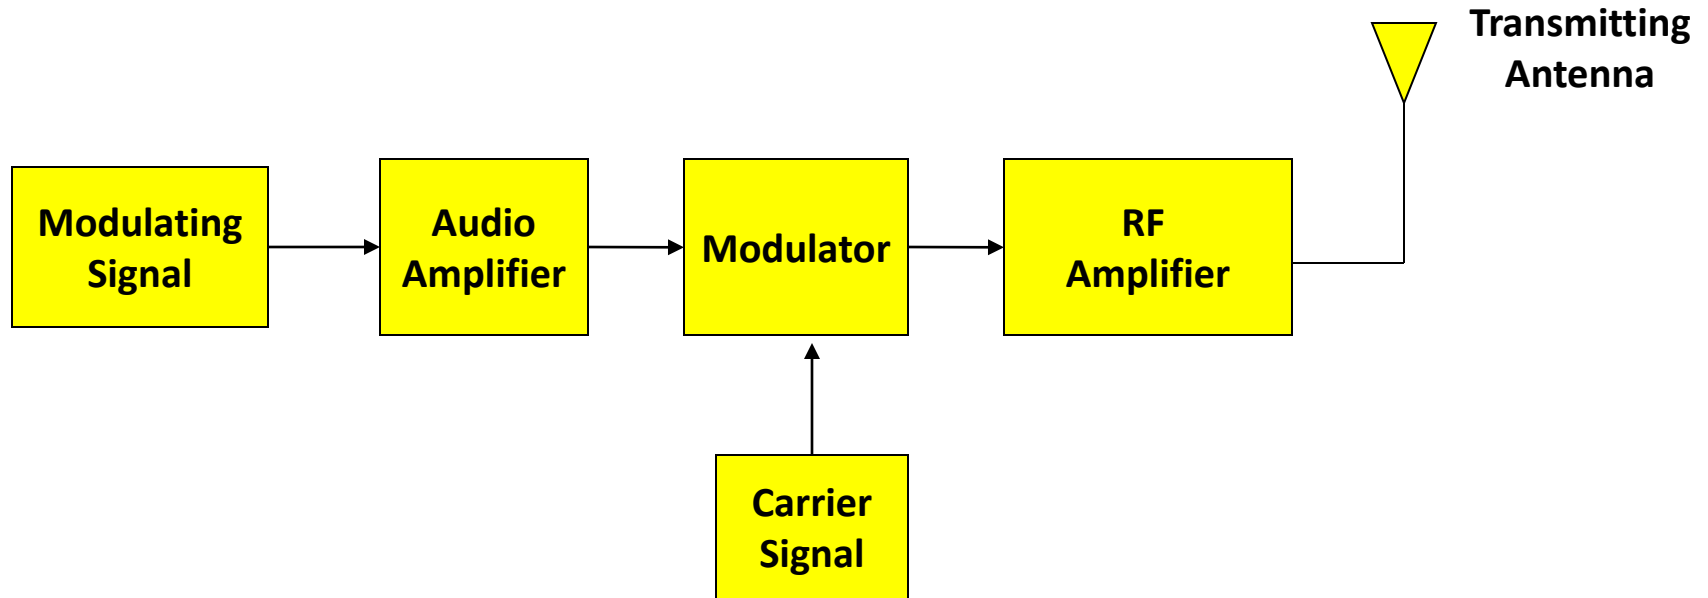 Transmitting
Antenna
Modulating
Signal
Audio
Amplifier
Modulator
RF
Amplifier
Carrier
Signal